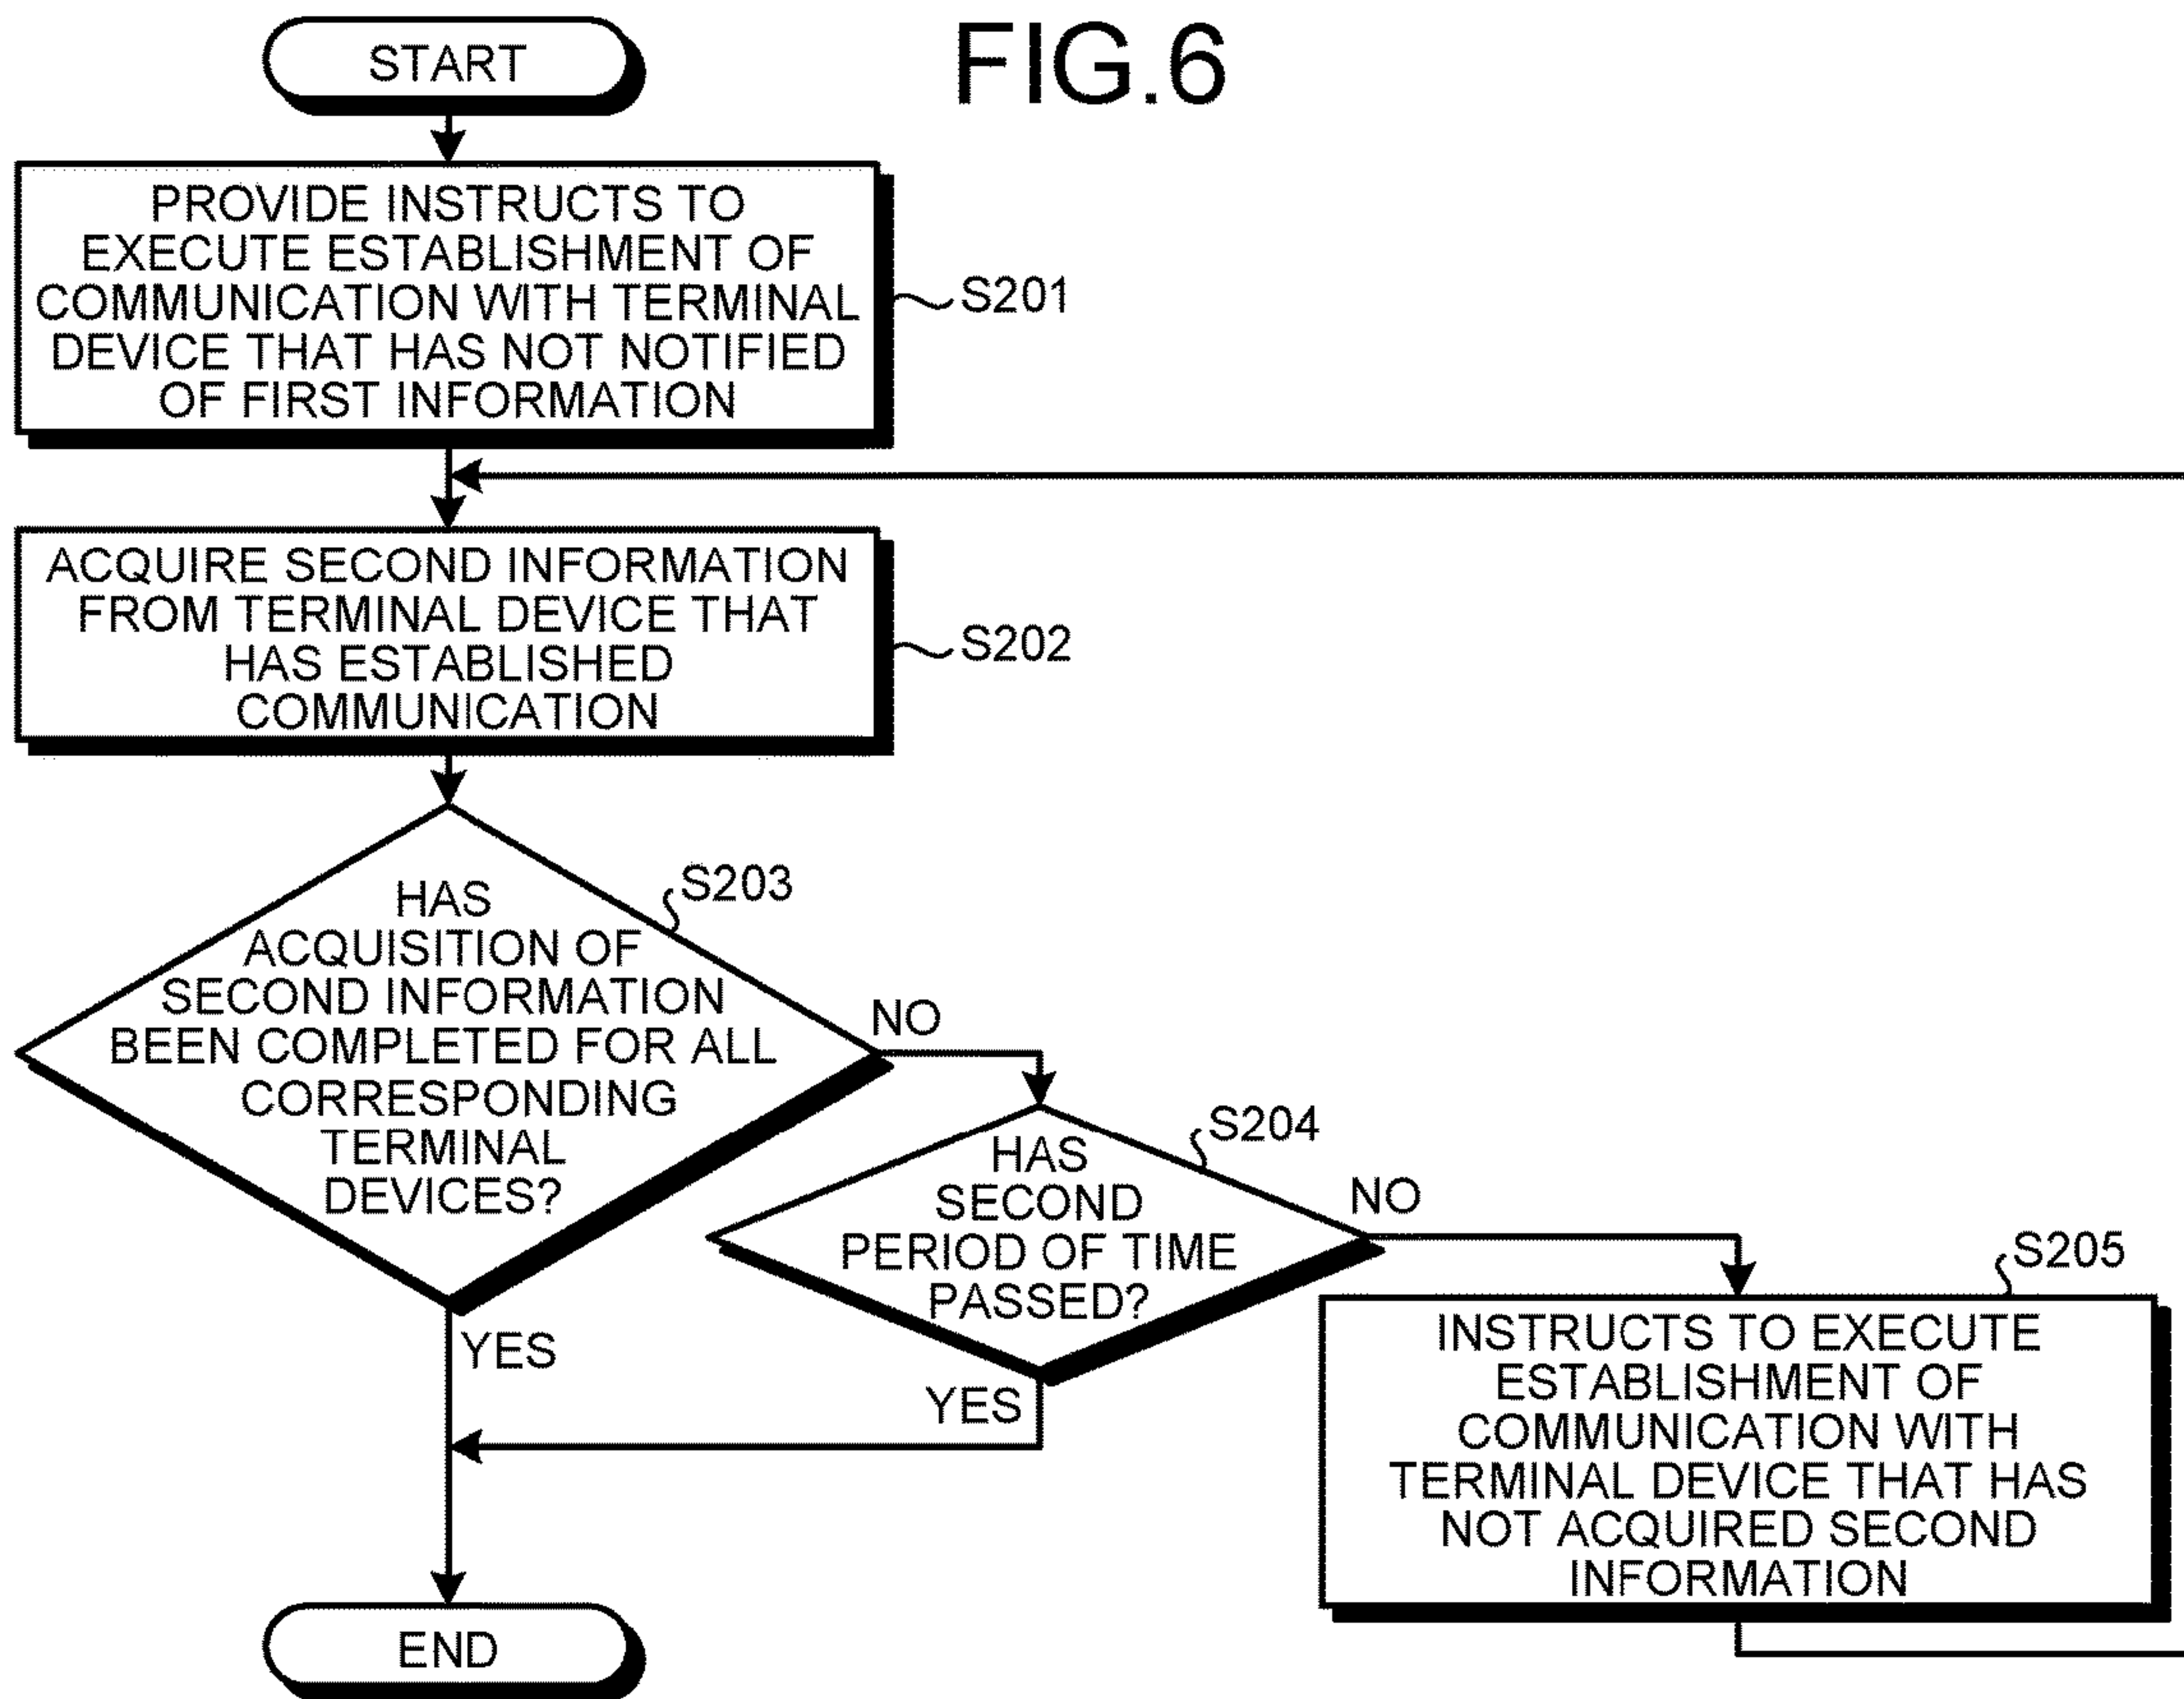 FIG.6
START
PROVIDE INSTRUCTS TO
EXECUTE ESTABLISHMENT OF
COMMUNICATION WITH TERMINAL
DEVICE THAT HAS NOT NOTIFIED
OF FIRST INFORMATION
S201
ACQUIRE SECOND INFORMATION
FROM TERMINAL DEVICE THAT
HAS ESTABLISHED
COMMUNICATION
S202
HAS
ACQUISITION OF
SECOND INFORMATION
BEEN COMPLETED FOR ALL
CORRESPONDING
TERMINAL
DEVICES?
S203
NO
YES
HAS
SECOND
PERIOD OF TIME
PASSED?
S204
NO
YES
S205
INSTRUCTS TO EXECUTE
ESTABLISHMENT OF
COMMUNICATION WITH
TERMINAL DEVICE THAT HAS
NOT ACQUIRED SECOND
INFORMATION
END